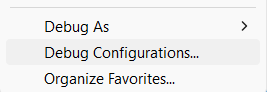 Debug As
Debug Configurations...
Organize Favorites...